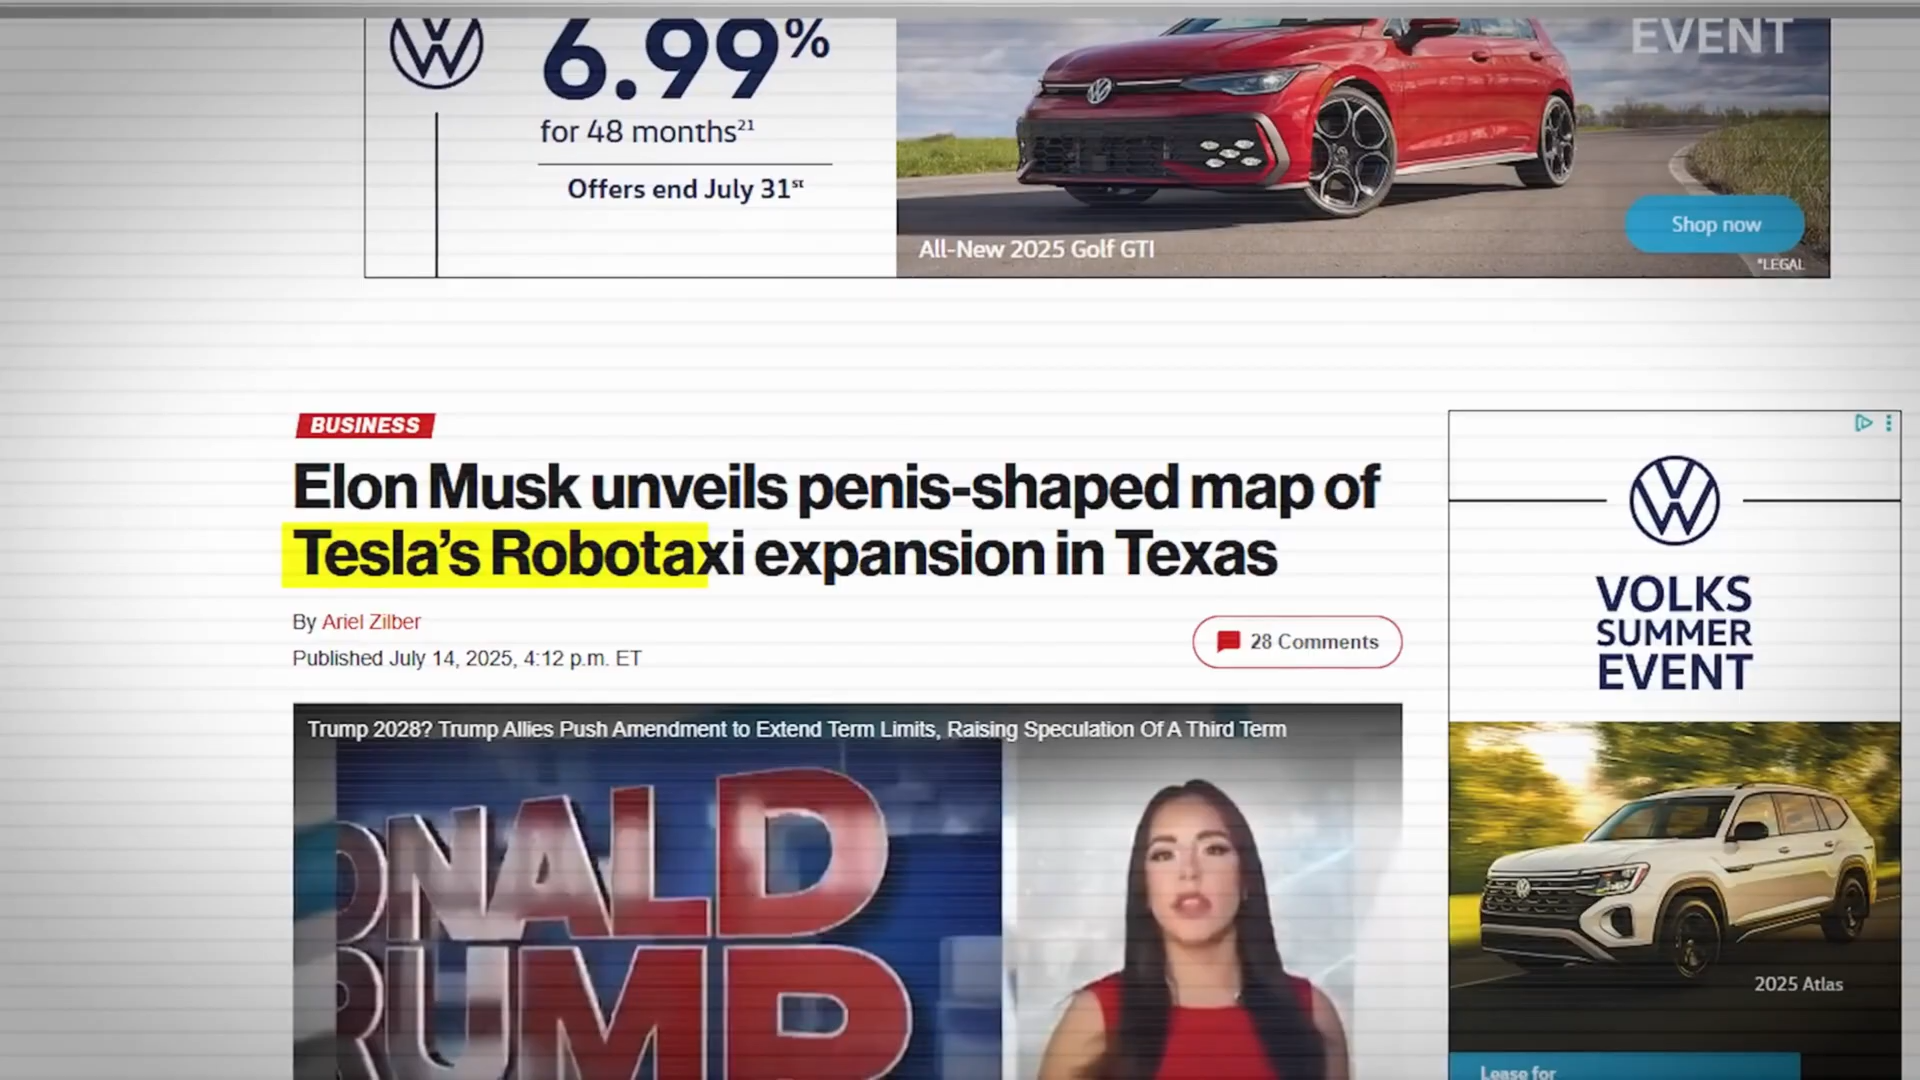 6.99%
for 48 months21
Offers end July 31st
EVENT
All-New 2025 Golf GTI
Shop now
*LEGAL
BUSINESS
Elon Musk unveils penis-shaped map of
Tesla’s Robotaxi expansion in Texas
By Ariel Zilber
Published July 14, 2025, 4:12 p.m. ET
28 Comments
Trump 2028? Trump Allies Push Amendment to Extend Term Limits, Raising Speculation Of A Third Term
ONALD
RUMP
VOLKS
SUMMER
EVENT
2025 Atlas
Lease for